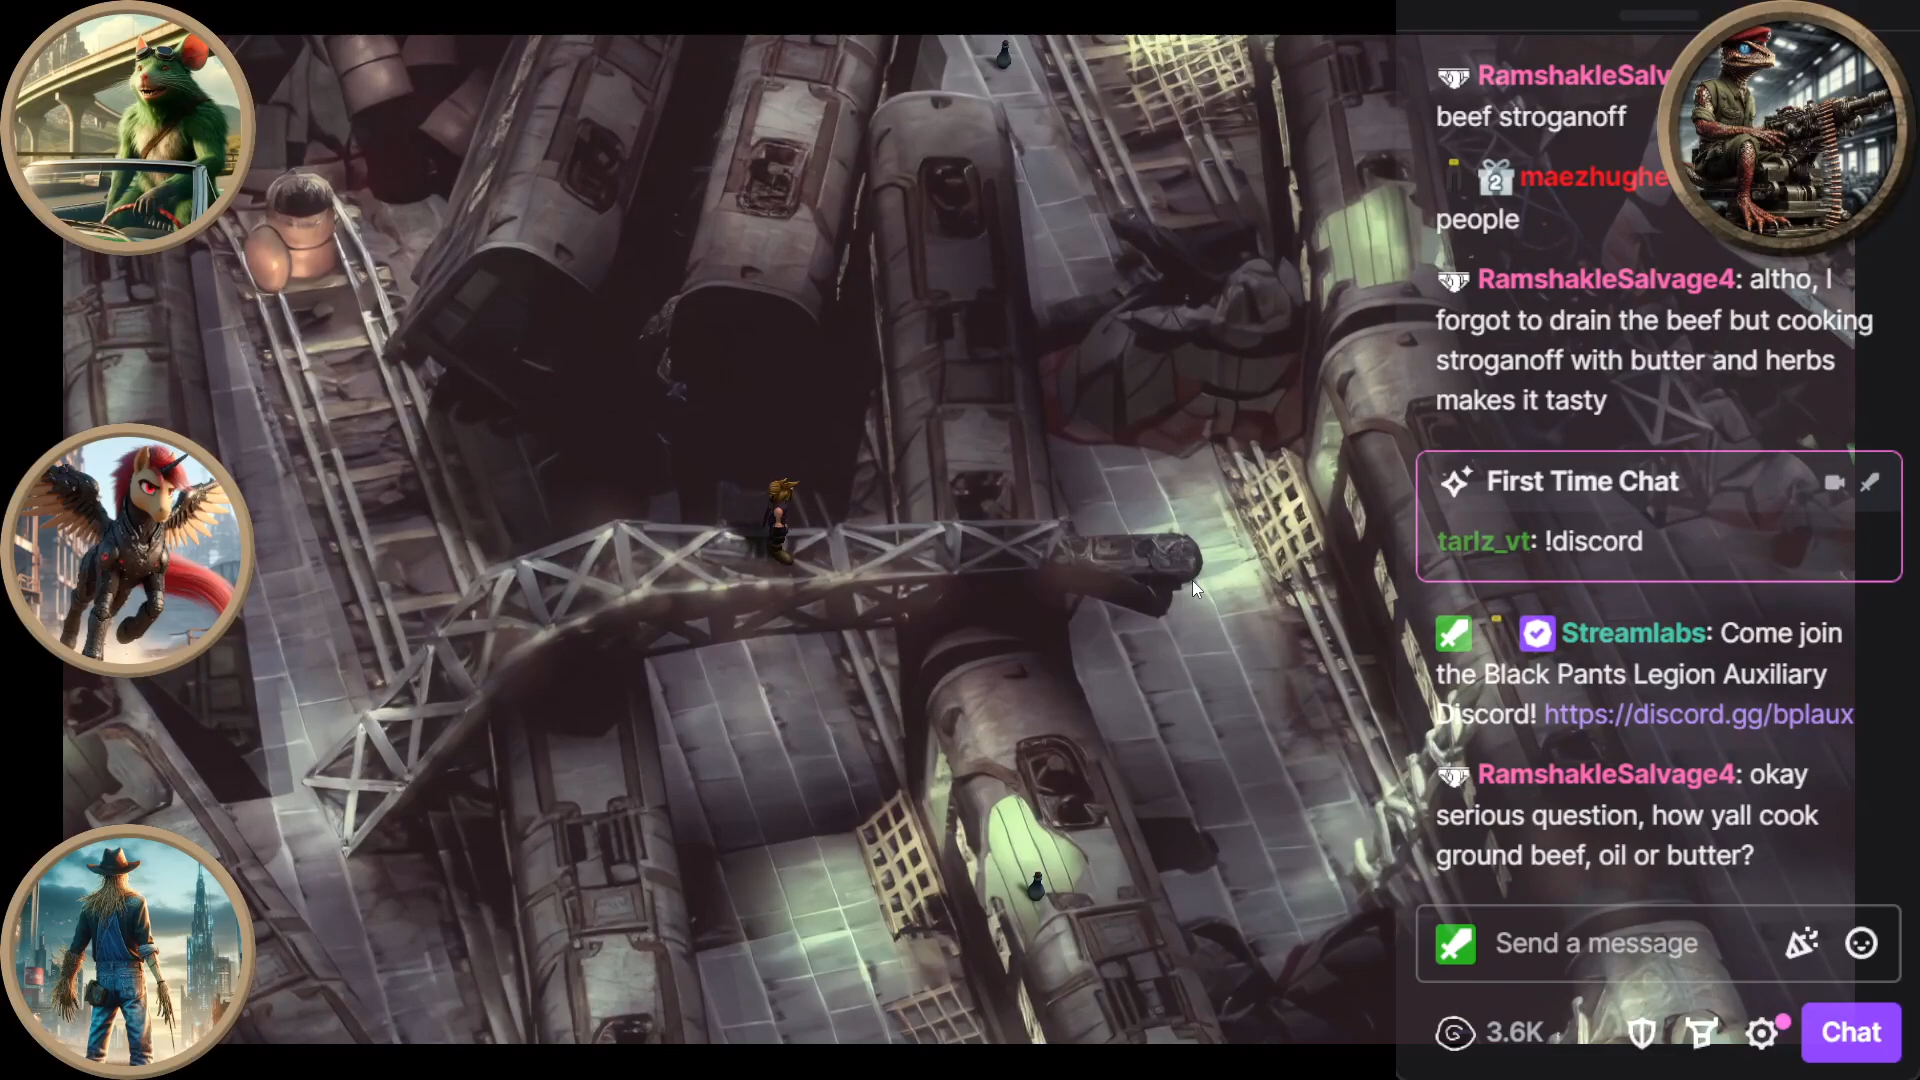 RamshakleSalv
beef stroganoff
2 maezhughe
people
RamshakleSalvage4: altho, I
forgot to drain the beef but cooking
stroganoff with butter and herbs
makes it tasty
First Time Chat
tarlz_vt: !discord
Streamlabs: Come join
the Black Pants Legion Auxiliary
Discord! https://discord.gg/bplaux
RamshakleSalvage4: okay
serious question, how yall cook
ground beef, oil or butter?
Send a message
3.6K
Chat